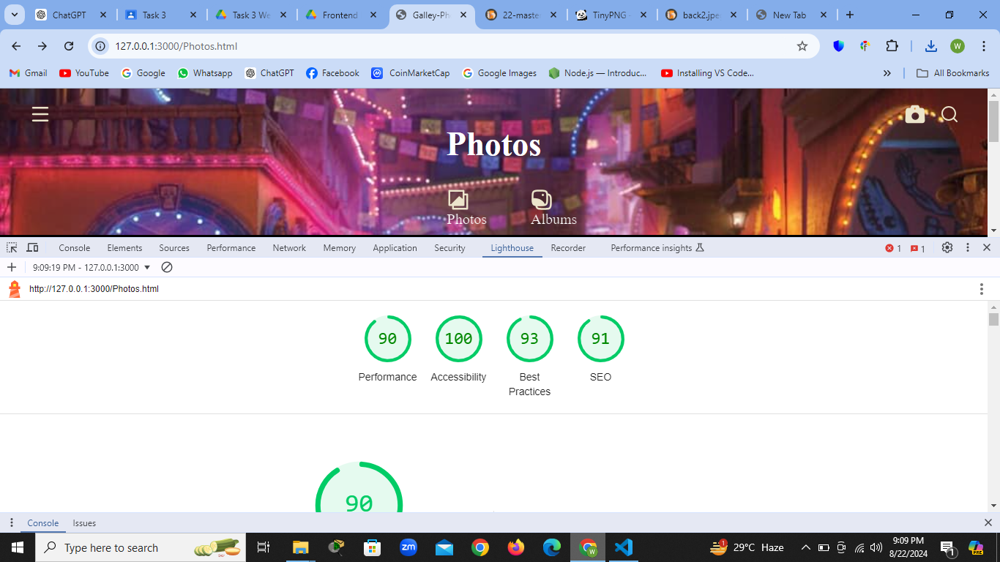 ChatGPT Task 3 Task 3 We Frontend Galley-Ph 22-maste TinyPNG back2.jpe New Tab
127.0.0.1:3000/Photos.html W
Gmail YouTube Google Whatsapp ChatGPT Facebook CoinMarketCap Google Images Node.js — Introduc... Installing VS Code... » All Bookmarks
Photos
Photos Albums
Console Elements Sources Performance Network Memory Application Security Lighthouse Recorder Performance insights 1 1
9:09:19 PM - 127.0.0.1:3000
http://127.0.0.1:3000/Photos.html
90 100 93 91
Performance Accessibility Best Practices SEO
90
Console Issues
Type here to search zm W 1 29°C Haze 9:09 PM 1 PRE
8/22/2024